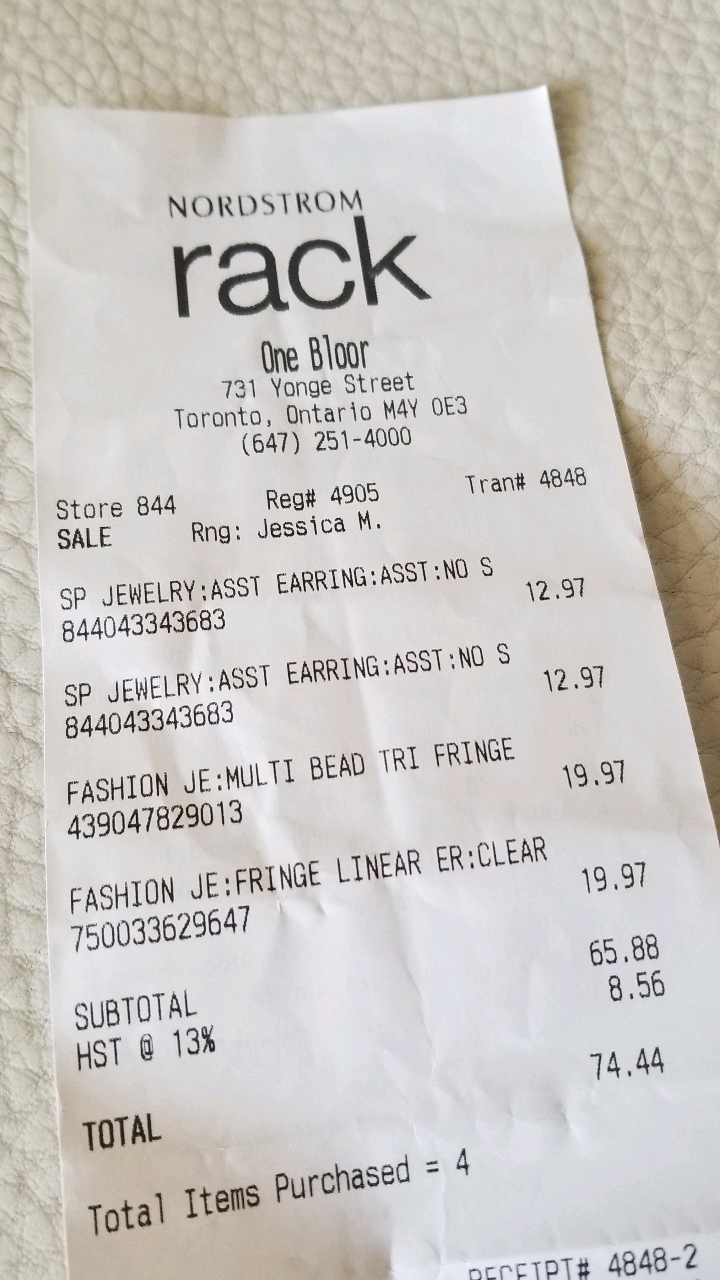 NORDSTROM
rack
One Bloor
731 Yonge Street
Toronto, Ontario M4Y 0E3
(647) 251-4000
Store 844 Reg# 4905 Tran# 4848
SALE Rng: Jessica M.
SP JEWELRY:ASST EARRING:ASST:NO S 12.97
844043343683
SP JEWELRY:ASST EARRING:ASST:NO S 12.97
844043343683
FASHION JE:MULTI BEAD TRI FRINGE 19.97
439047829013
FASHION JE:FRINGE LINEAR ER:CLEAR 19.97
750033629647
SUBTOTAL 65.88
HST @ 13% 8.56
TOTAL 74.44
Total Items Purchased = 4
RECEIPT# 4848-2